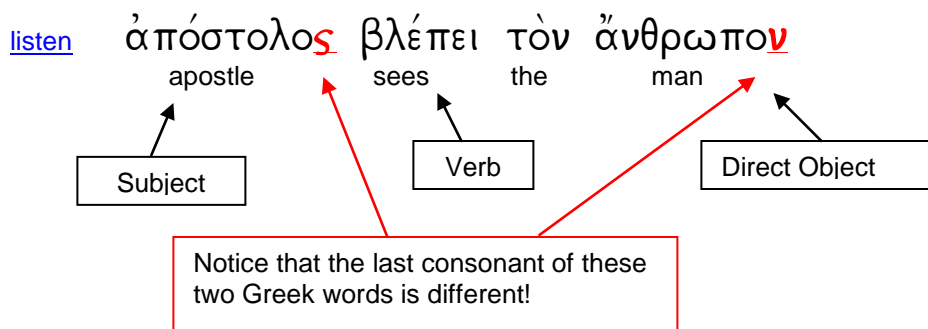 listen ἀπόστολος βλέπει τὸν ἄνθρωπον
apostle sees the man
Subject
Verb
Direct Object
Notice that the last consonant of these
two Greek words is different!